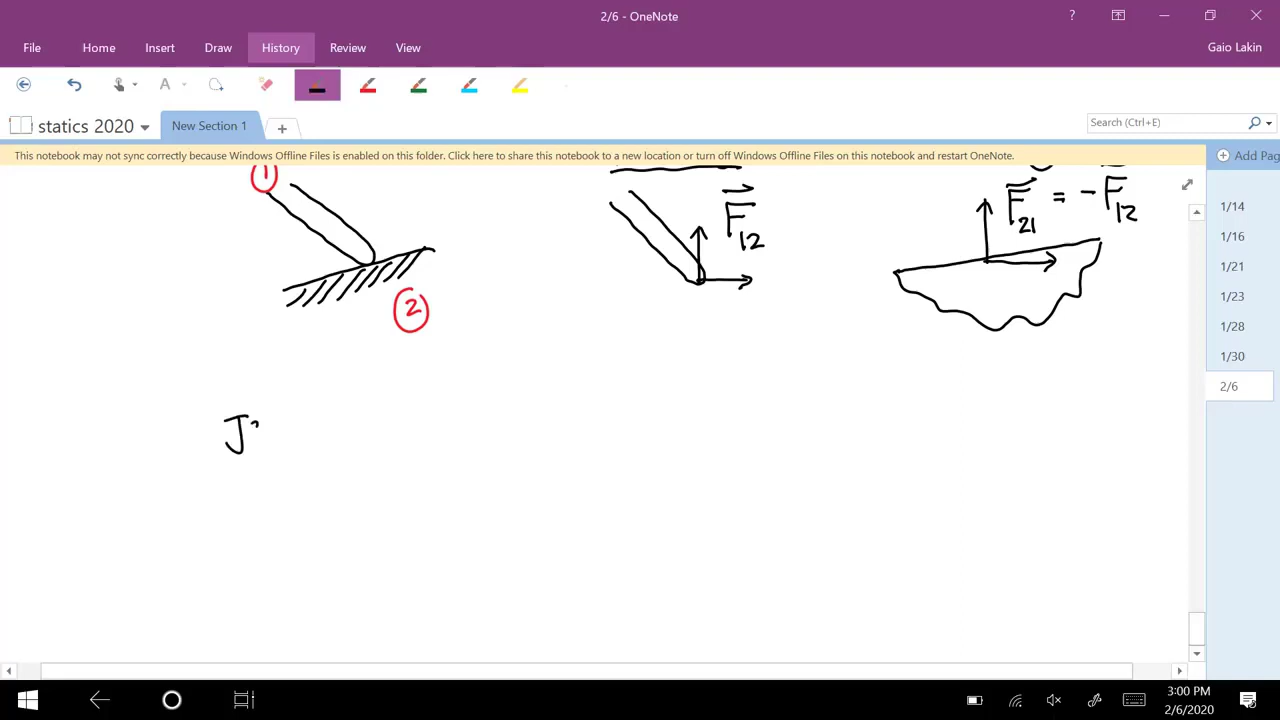 2/6 - OneNote
File Home Insert Draw History Review View Gaio Lakin
A
statics 2020 New Section 1 + Search (Ctrl+E)
This notebook may not sync correctly because Windows Offline Files is enabled on this folder. Click here to share this notebook to a new location or turn off Windows Offline Files on this notebook and restart OneNote.
Add Pag
1/14
1/16
1/21
1/23
1/28
1/30
2/6
1
F12
F21 = -F12
2
J
3:00 PM
2/6/2020